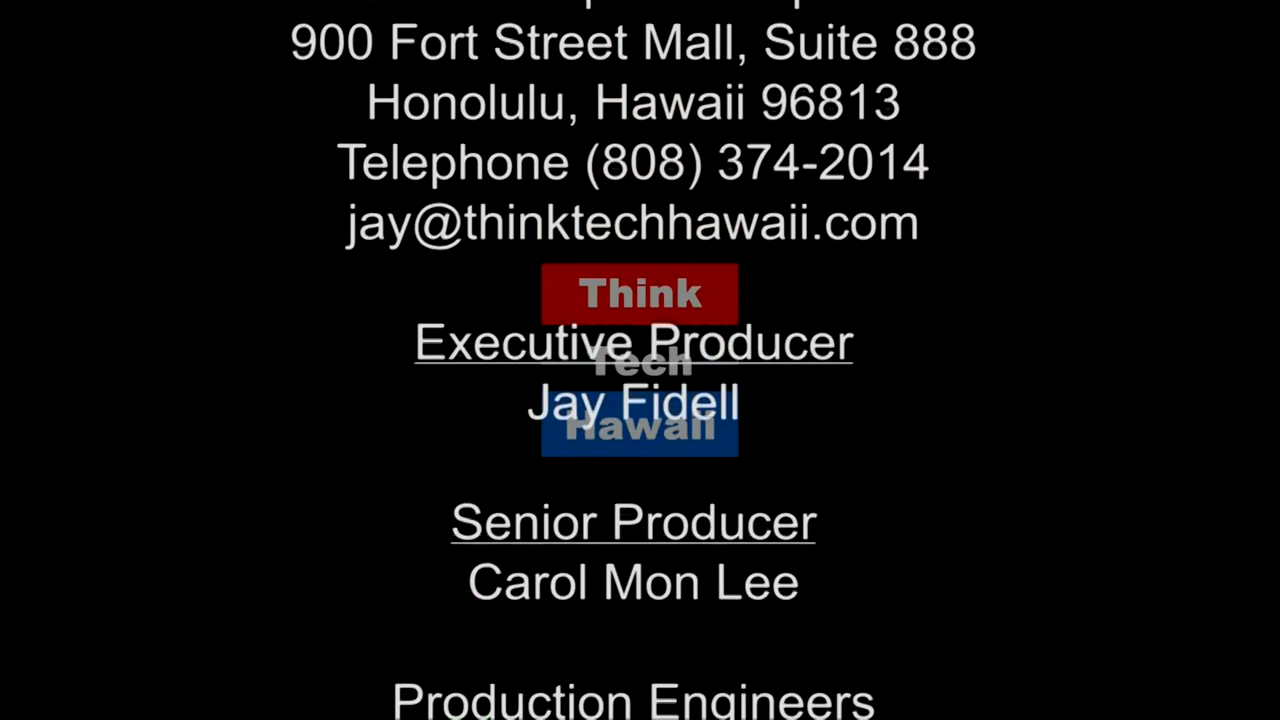 900 Fort Street Mall, Suite 888
Honolulu, Hawaii 96813
Telephone (808) 374-2014
jay@thinktechhawaii.com
Think
Executive Producer
Tech
Jay Fidell
Hawaii
Senior Producer
Carol Mon Lee
Production Engineers